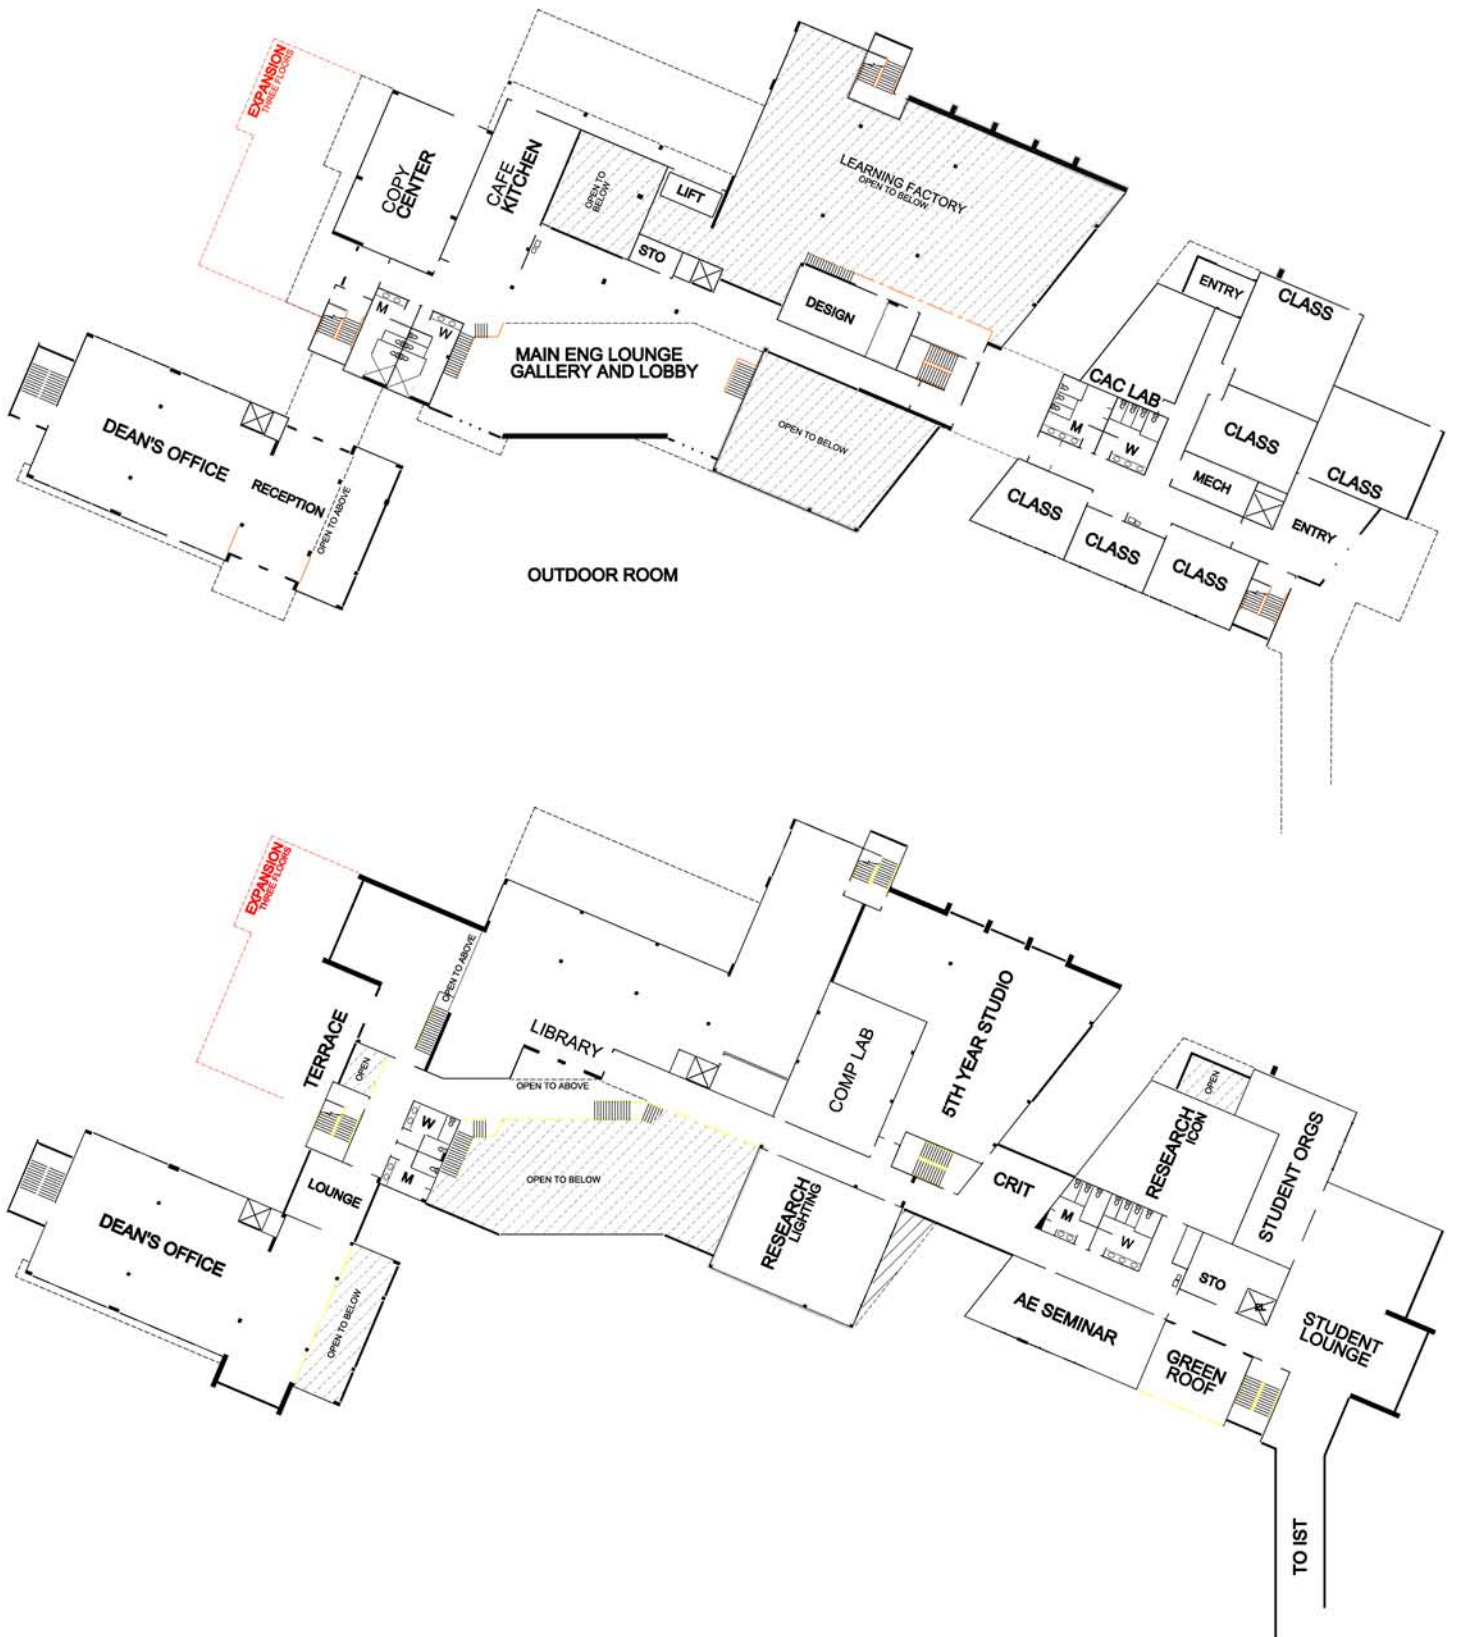 EXPANSION
THREE FLOORS
COPY
CENTER
CAFE
KITCHEN
OPEN TO
BELOW
LIFT
STO
LEARNING FACTORY
OPEN TO BELOW
DESIGN
M
W
MAIN ENG LOUNGE
GALLERY AND LOBBY
OPEN TO BELOW
DEAN'S OFFICE
RECEPTION
OPEN TO ABOVE
OUTDOOR ROOM
ENTRY
CLASS
CAC LAB
M
W
CLASS
CLASS
MECH
ENTRY
CLASS
CLASS
CLASS
EXPANSION
THREE FLOORS
OPEN TO ABOVE
TERRACE
OPEN
LIBRARY
OPEN TO ABOVE
COMP LAB
5TH YEAR STUDIO
W
M
LOUNGE
OPEN TO BELOW
DEAN'S OFFICE
OPEN TO BELOW
RESEARCH
LIGHTING
CRIT
OPEN
RESEARCH
ICON
STUDENT ORGS
M
W
STO
AE SEMINAR
GREEN
ROOF
STUDENT
LOUNGE
TO IST